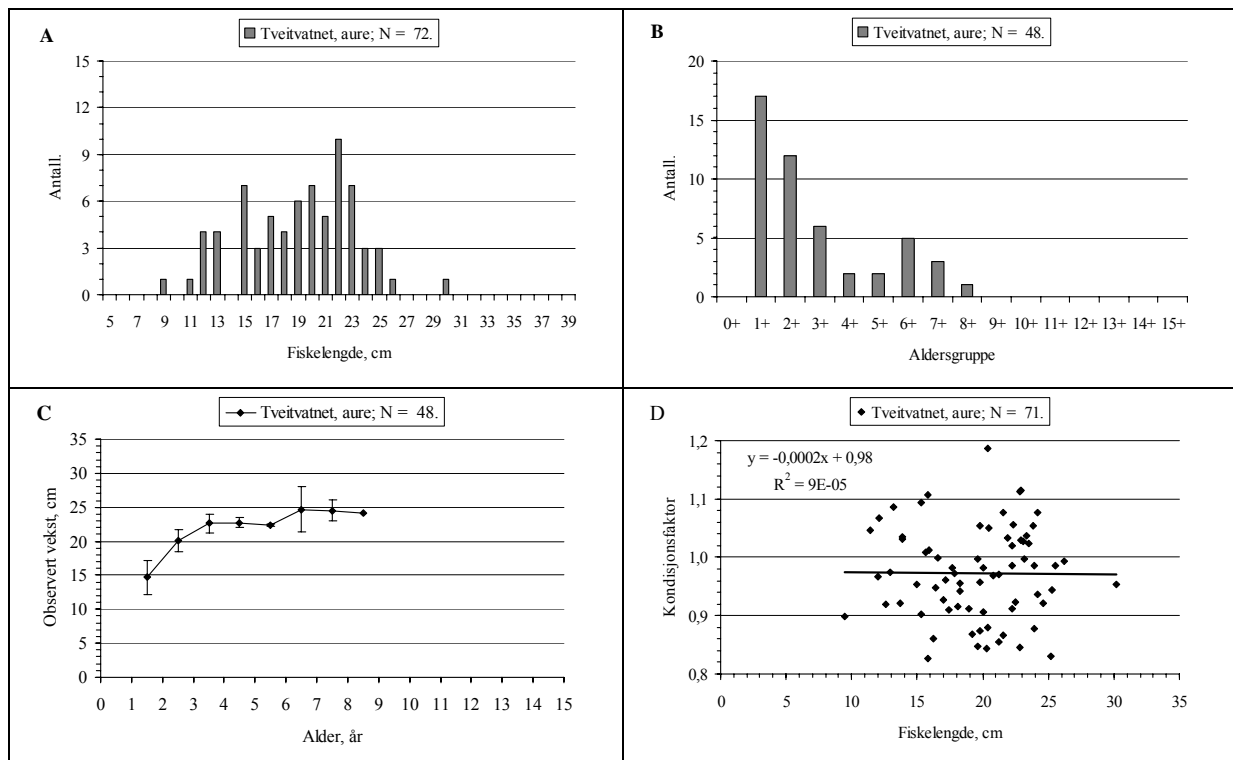 A
Tveitvatnet, aure; N = 72.
15
12
9
6
3
0
Antall.
5 7 9 11 13 15 17 19 21 23 25 27 29 31 33 35 37 39
Fiskelengde, cm
B
Tveitvatnet, aure; N = 48.
20
15
10
5
0
Antall.
0+ 1+ 2+ 3+ 4+ 5+ 6+ 7+ 8+ 9+ 10+ 11+ 12+ 13+ 14+ 15+
Aldersgruppe
C
Tveitvatnet, aure; N = 48.
35
30
25
20
15
10
5
0
Observert vekst, cm
0 1 2 3 4 5 6 7 8 9 10 11 12 13 14 15
Alder, år
D
Tveitvatnet, aure; N = 71.
y = -0,0002x + 0,98
R² = 9E-05
1,2
1,1
1,0
0,9
0,8
Kondisjonsfaktor
0 5 10 15 20 25 30 35
Fiskelengde, cm